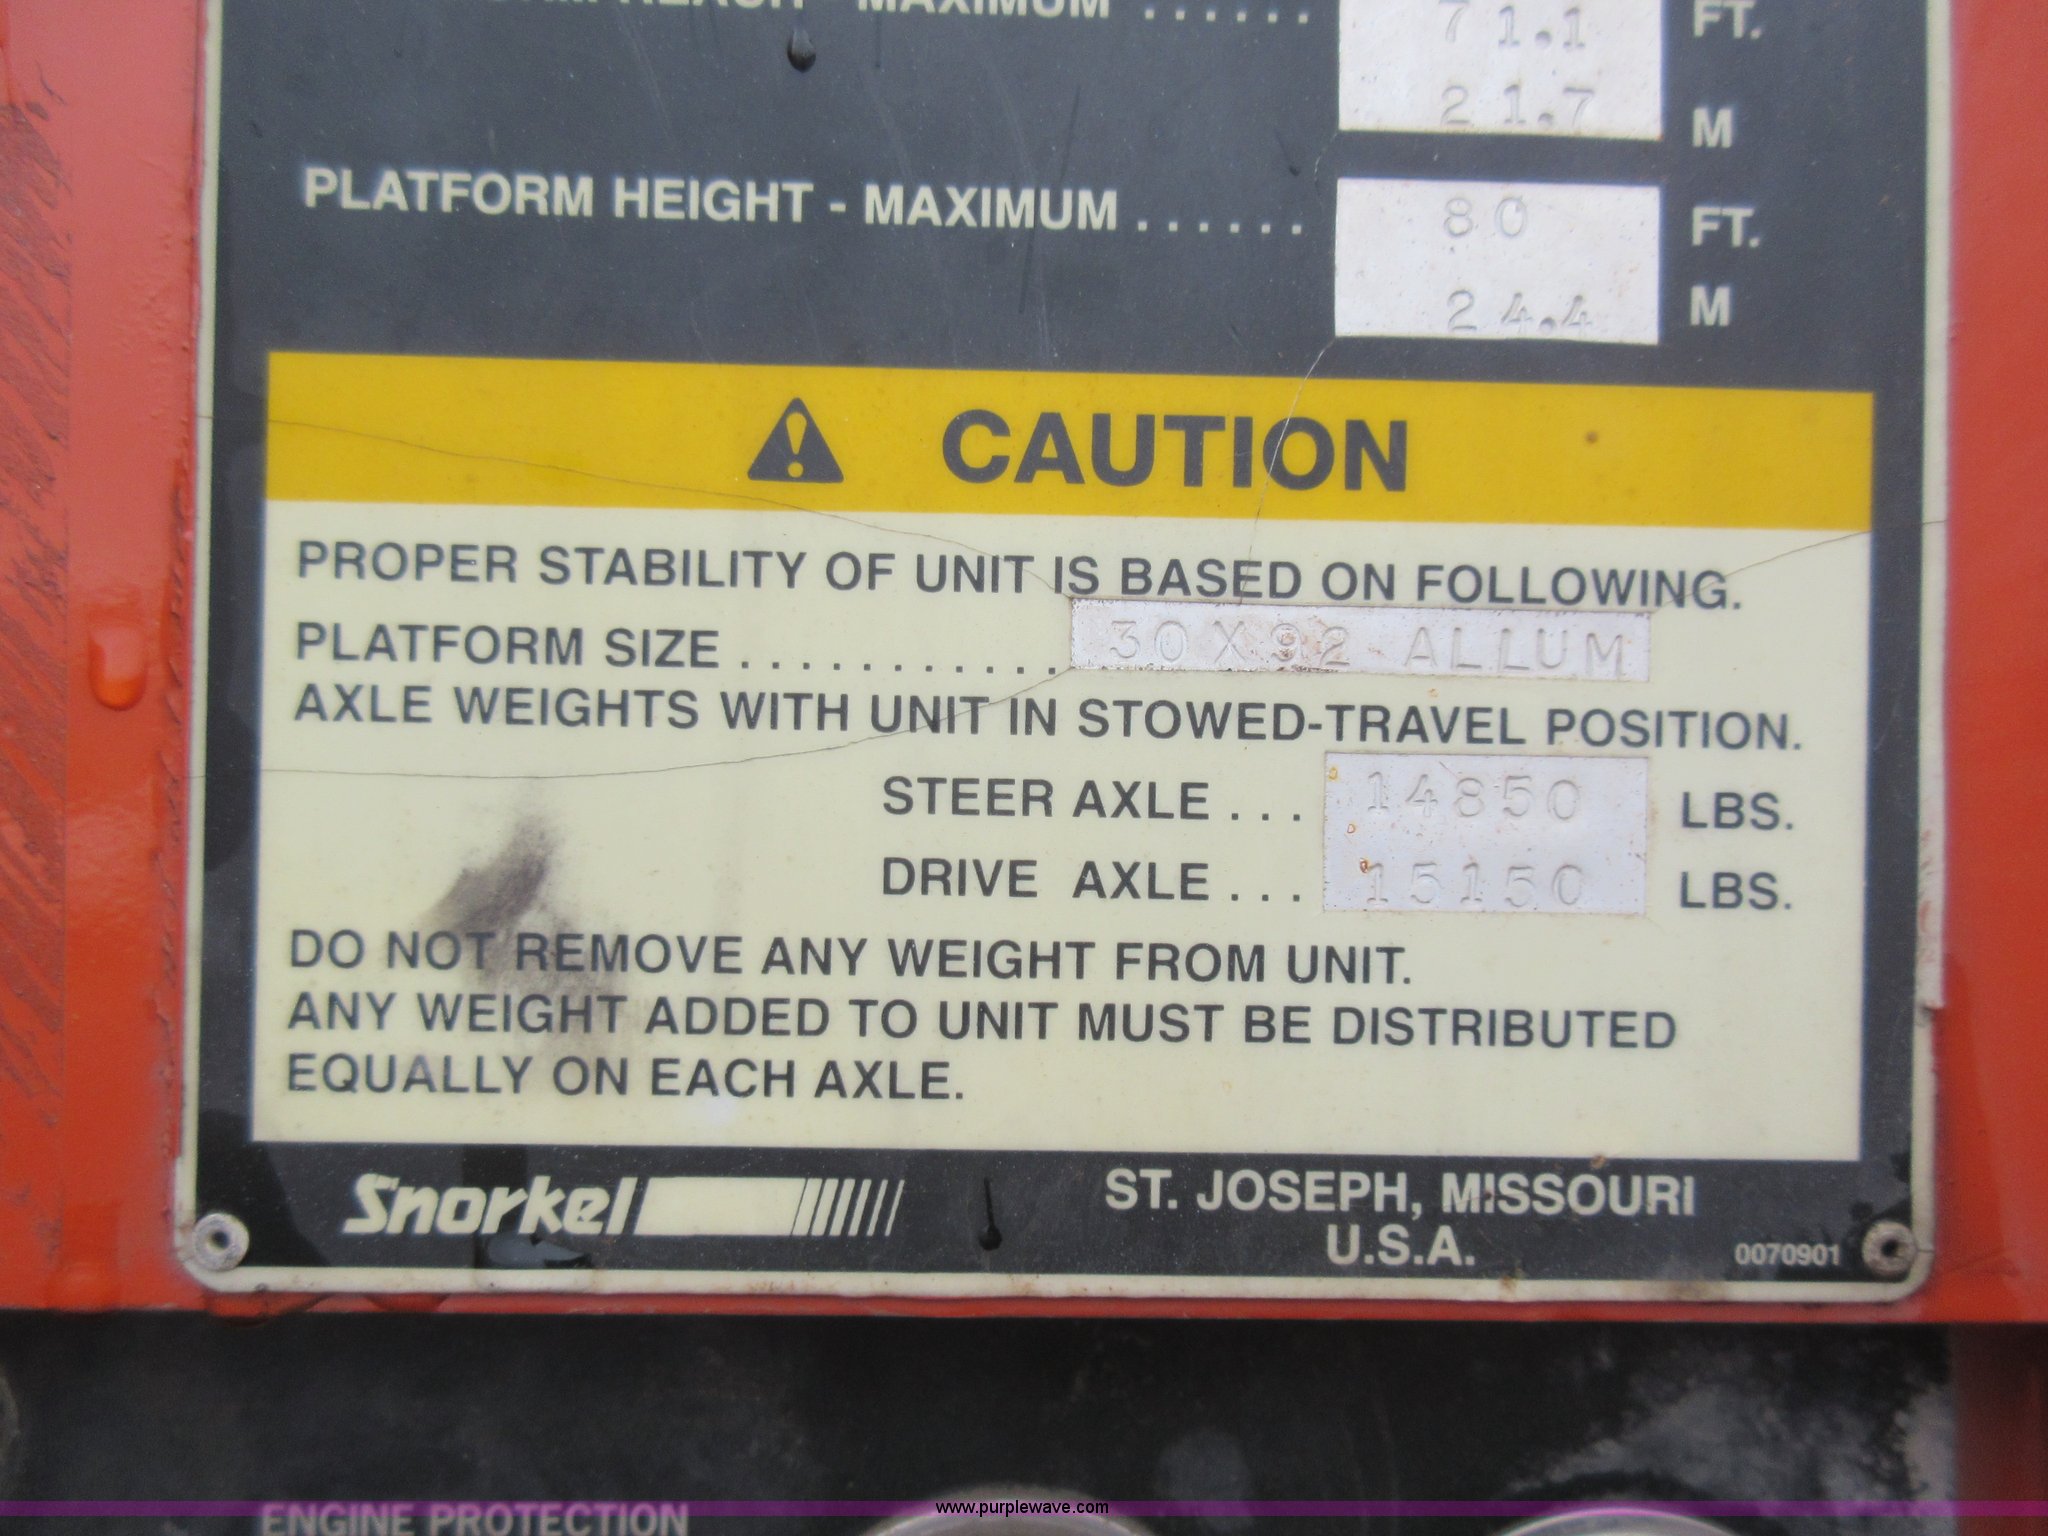 REACH - MAXIMUM ...... 71.1 FT.
21.7 M
PLATFORM HEIGHT - MAXIMUM ...... 80 FT.
24.4 M
CAUTION
PROPER STABILITY OF UNIT IS BASED ON FOLLOWING.
PLATFORM SIZE ........... 30 X 92 ALLUM
AXLE WEIGHTS WITH UNIT IN STOWED-TRAVEL POSITION.
STEER AXLE ... 14850 LBS.
DRIVE AXLE ... 15150 LBS.
DO NOT REMOVE ANY WEIGHT FROM UNIT.
ANY WEIGHT ADDED TO UNIT MUST BE DISTRIBUTED
EQUALLY ON EACH AXLE.
Snorkel
ST. JOSEPH, MISSOURI
U.S.A.
0070901
ENGINE PROTECTION
www.purplewave.com